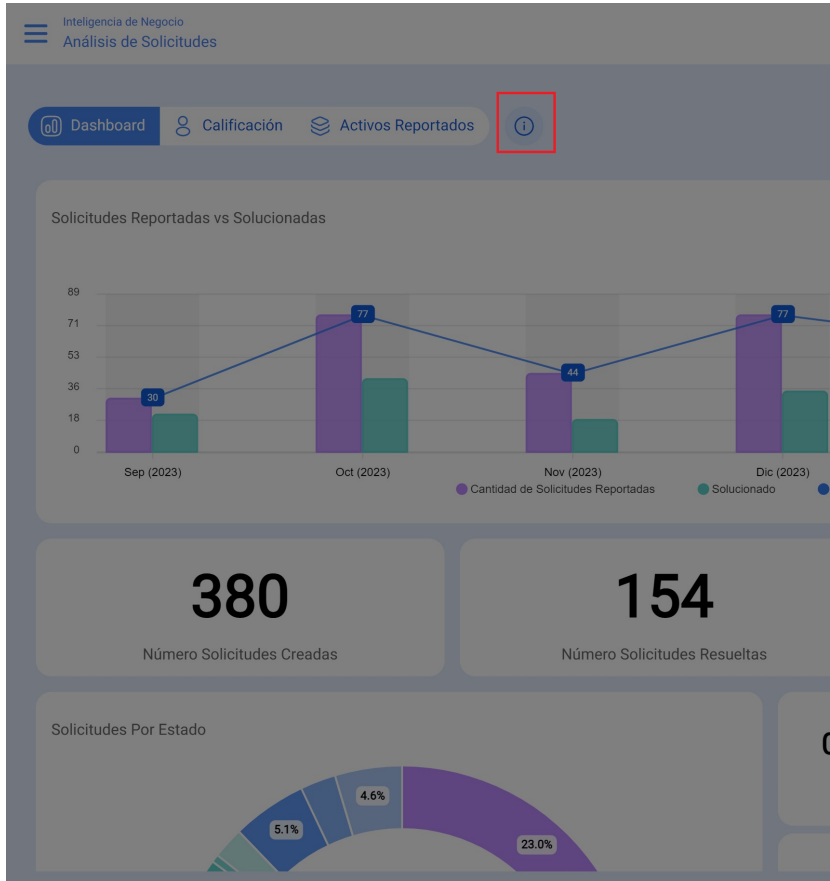 Inteligencia de Negocio
Análisis de Solicitudes
Dashboard
Calificación
Activos Reportados
Solicitudes Reportadas vs Solucionadas
89
71
53
36
18
0
30
77
44
77
Sep (2023)
Oct (2023)
Nov (2023)
Dic (2023)
Cantidad de Solicitudes Reportadas
Solucionado
380
Número Solicitudes Creadas
154
Número Solicitudes Resueltas
Solicitudes Por Estado
4.6%
5.1%
23.0%